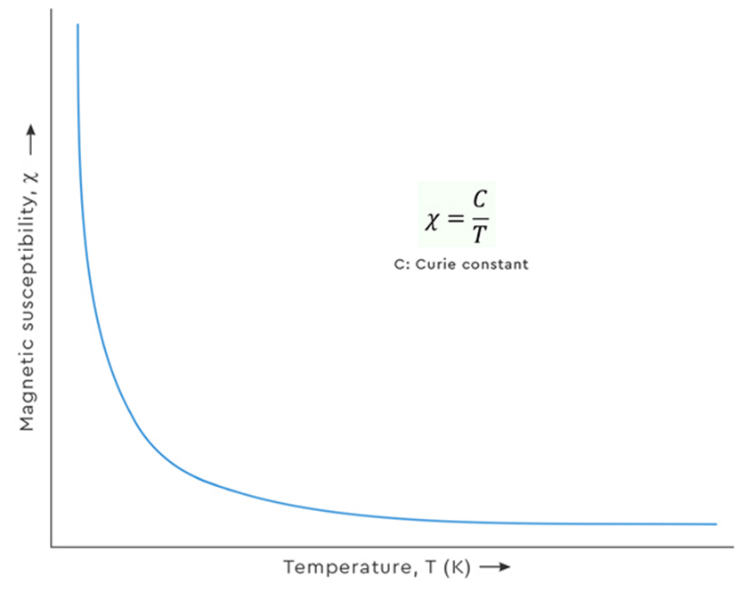 Magnetic susceptibility, χ →
χ = C/T
C: Curie constant
Temperature, T (K) →